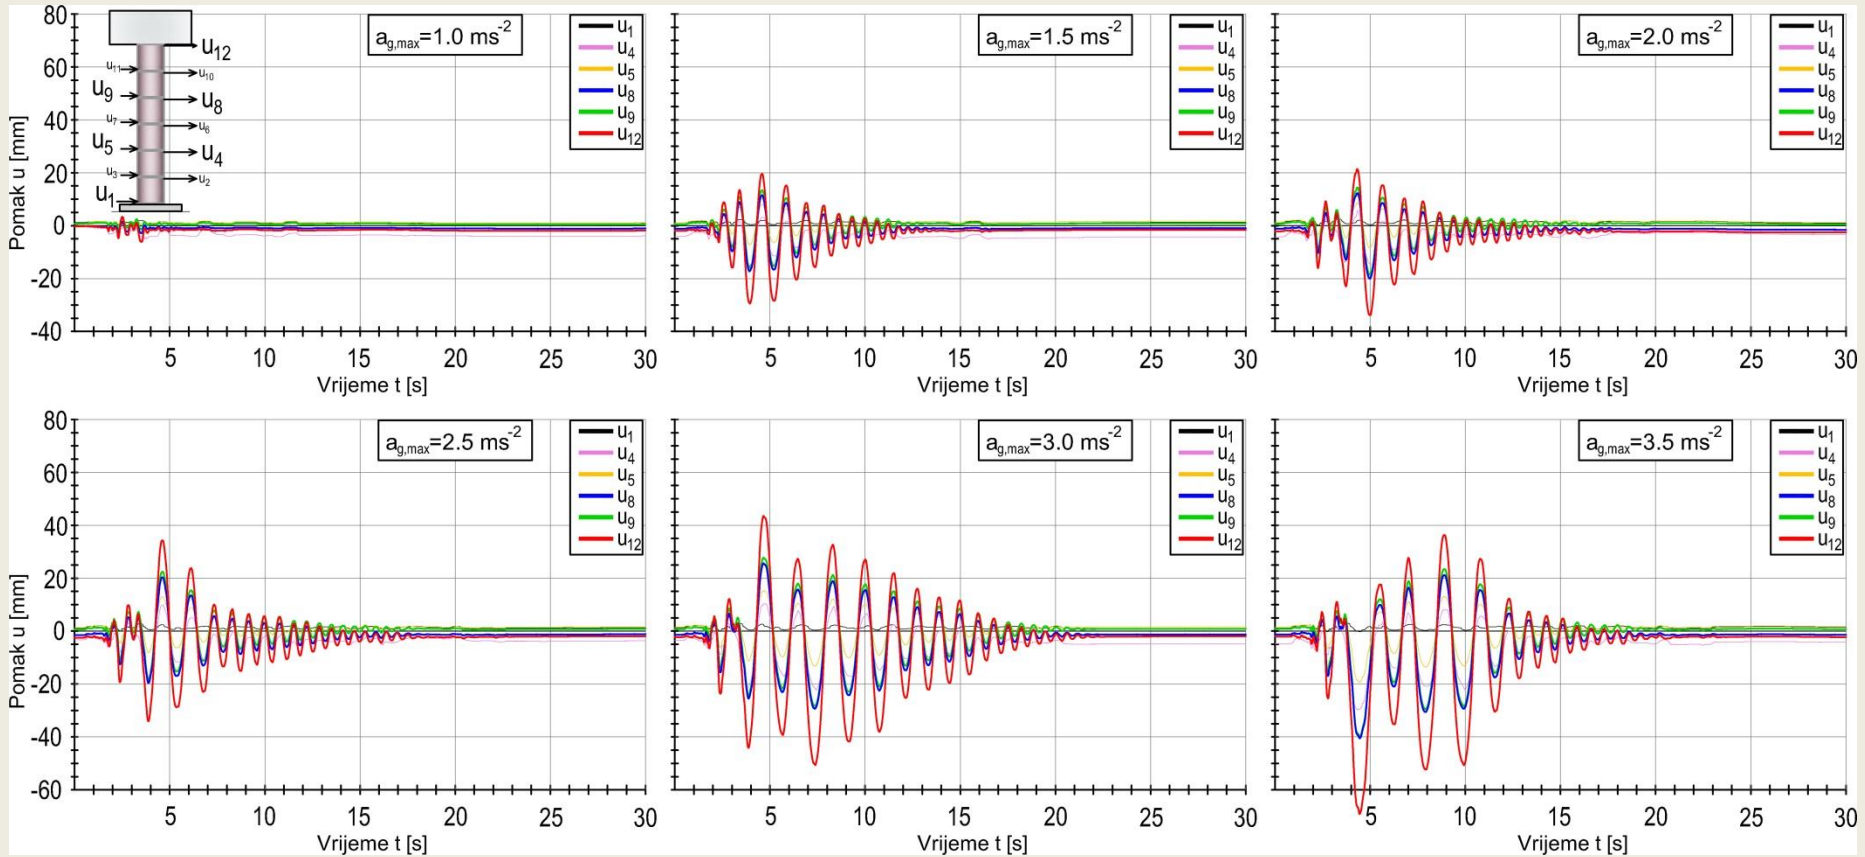 80
60
40
20
0
-20
-40
Pomak u [mm]
u12
u11
u10
u9
u8
u7
u6
u5
u4
u3
u2
u1
ag,max=1.0 ms-2
u1
u4
u5
u8
u9
u12
5 10 15 20 25 30
Vrijeme t [s]
ag,max=1.5 ms-2
u1
u4
u5
u8
u9
u12
5 10 15 20 25 30
Vrijeme t [s]
ag,max=2.0 ms-2
u1
u4
u5
u8
u9
u12
5 10 15 20 25 30
Vrijeme t [s]
80
60
40
20
0
-20
-40
-60
Pomak u [mm]
ag,max=2.5 ms-2
u1
u4
u5
u8
u9
u12
5 10 15 20 25 30
Vrijeme t [s]
ag,max=3.0 ms-2
u1
u4
u5
u8
u9
u12
5 10 15 20 25 30
Vrijeme t [s]
ag,max=3.5 ms-2
u1
u4
u5
u8
u9
u12
5 10 15 20 25 30
Vrijeme t [s]